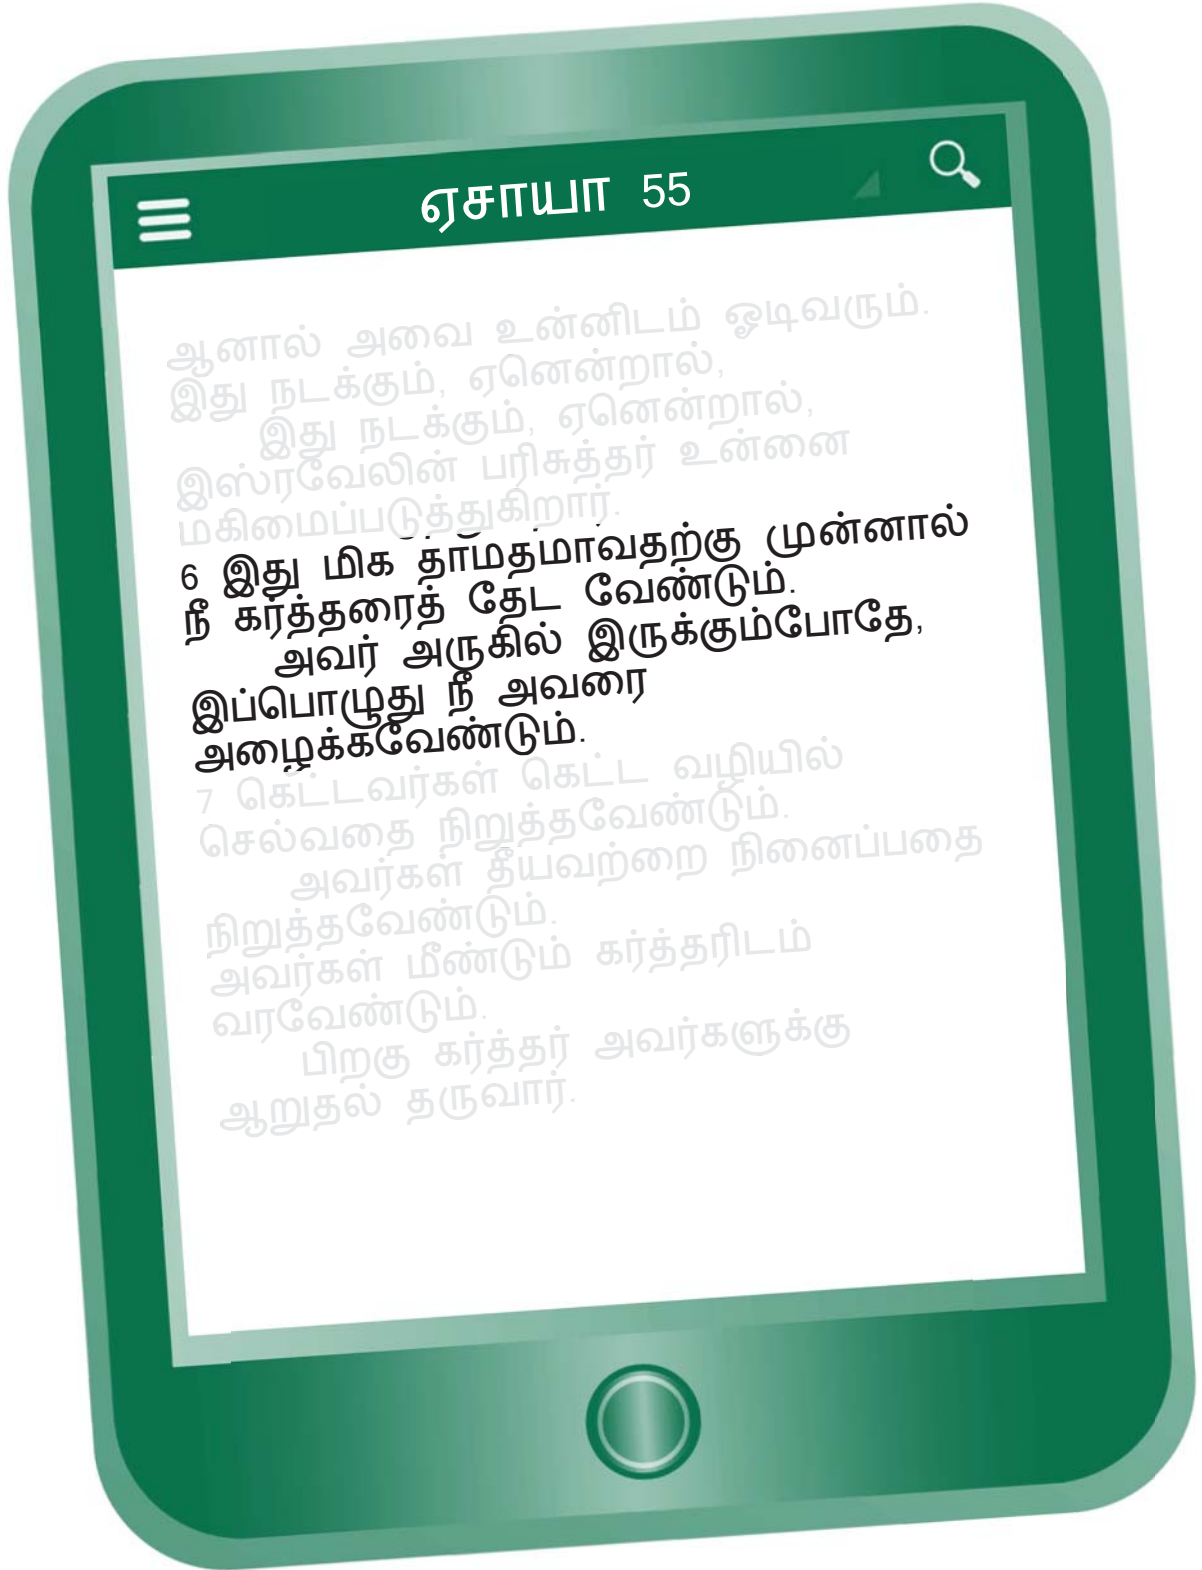 ஏசாயா 55
ஆனால் அவை உன்னிடம் ஓடிவரும்.
இது நடக்கும், ஏனென்றால்,
இது நடக்கும், ஏனென்றால்,
இஸ்ரவேலின் பரிசுத்தர் உன்னை
மகிமைப்படுத்துகிறார்.
6 இது மிக தாமதமாவதற்கு முன்னால்
நீ கர்த்தரைத் தேட வேண்டும்.
அவர் அருகில் இருக்கும்போதே,
இப்பொழுது நீ அவரை
அழைக்கவேண்டும்.
7 கெட்டவர்கள் கெட்ட வழியில்
செல்வதை நிறுத்தவேண்டும்.
அவர்கள் தீயவற்றை நினைப்பதை
நிறுத்தவேண்டும்.
அவர்கள் மீண்டும் கர்த்தரிடம்
வரவேண்டும்.
பிறகு கர்த்தர் அவர்களுக்கு
ஆறுதல் தருவார்.